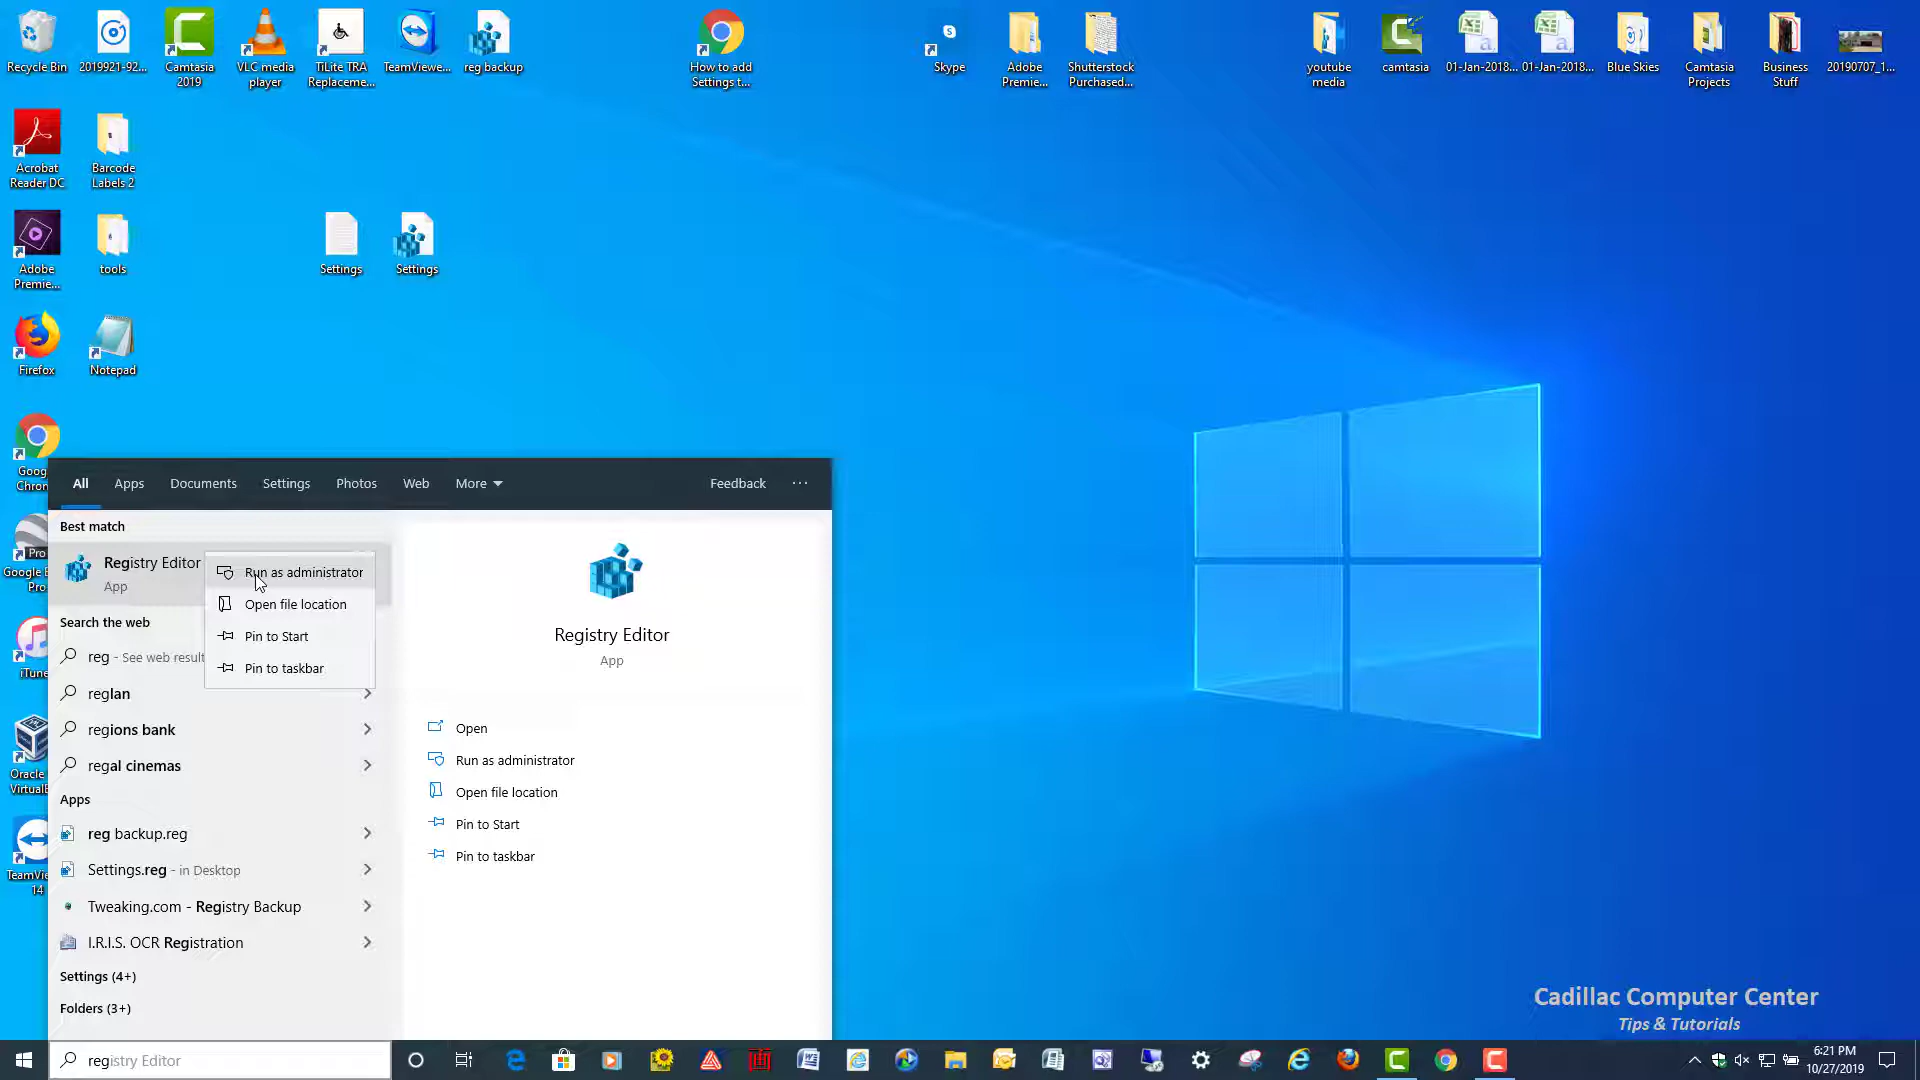 Recycle Bin
2019921-92...
Camtasia
2019
VLC media
player
TiLite TRA
Replaceme...
TeamViewe...
reg backup
How to add
Settings t...
Skype
Adobe
Premie...
Shutterstock
Purchased...
youtube
media
camtasia
01-Jan-2018...
01-Jan-2018...
Blue Skies
Camtasia
Projects
Business
Stuff
20190707_1...
Acrobat
Reader DC
Barcode
Labels 2
Adobe
Premie...
tools
Settings
Settings
Firefox
Notepad
Goog
Chron
Pro
Google E
Pro
iTune
Oracle
VirtualB
TeamVie
14
All
Apps
Documents
Settings
Photos
Web
More
Feedback
...
Best match
Registry Editor
App
Run as administrator
Open file location
Pin to Start
Pin to taskbar
Search the web
reg - See web result
reglan
regions bank
regal cinemas
Apps
reg backup.reg
Settings.reg - in Desktop
Tweaking.com - Registry Backup
I.R.I.S. OCR Registration
Settings (4+)
Folders (3+)
Registry Editor
App
Open
Run as administrator
Open file location
Pin to Start
Pin to taskbar
Cadillac Computer Center
Tips & Tutorials
registry Editor
6:21 PM
10/27/2019